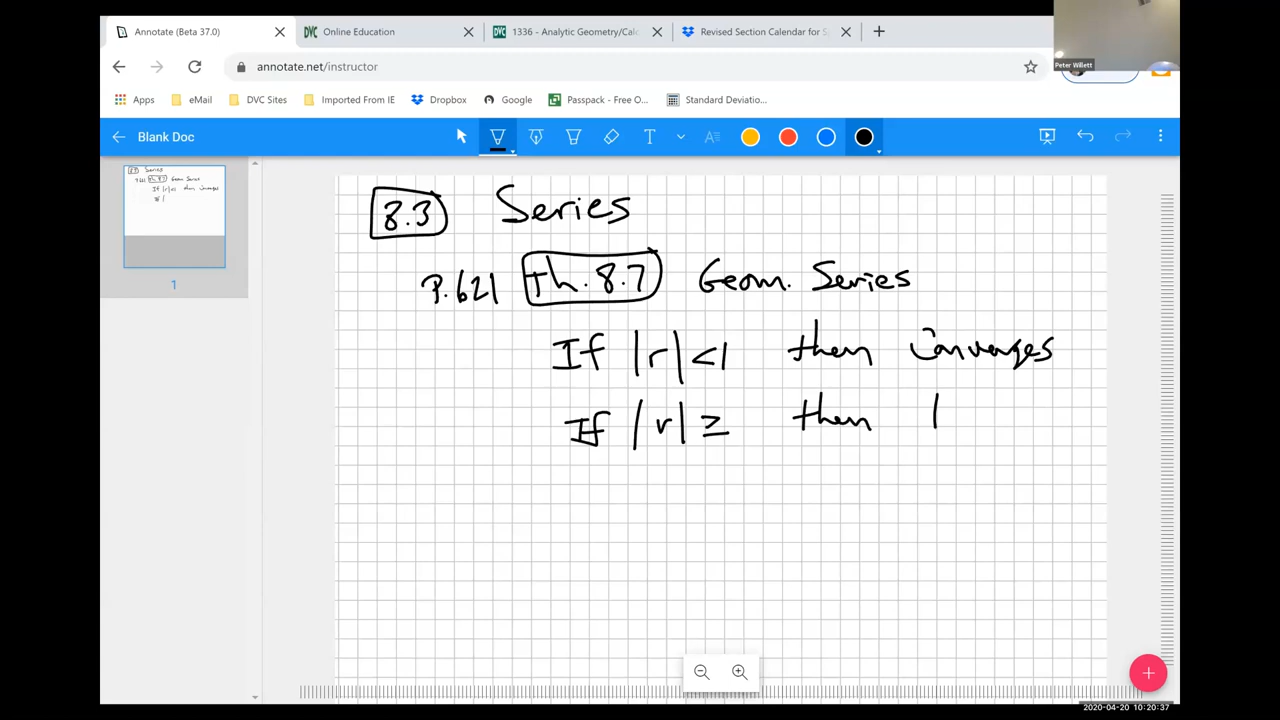 Annotate (Beta 37.0)
Online Education
1336 - Analytic Geometry/Calc
Revised Section Calendar for S
Peter Willett
annotate.net/instructor
Apps
eMail
DVC Sites
Imported From IE
Dropbox
Google
Passpack - Free O...
Standard Deviatio...
Blank Doc
T
1
8.3 Series
P.621 th. 8.7 Geom. Series
If |r| <1 then Converges
If |r| ≥ then |
2020-04-20 10:20:37